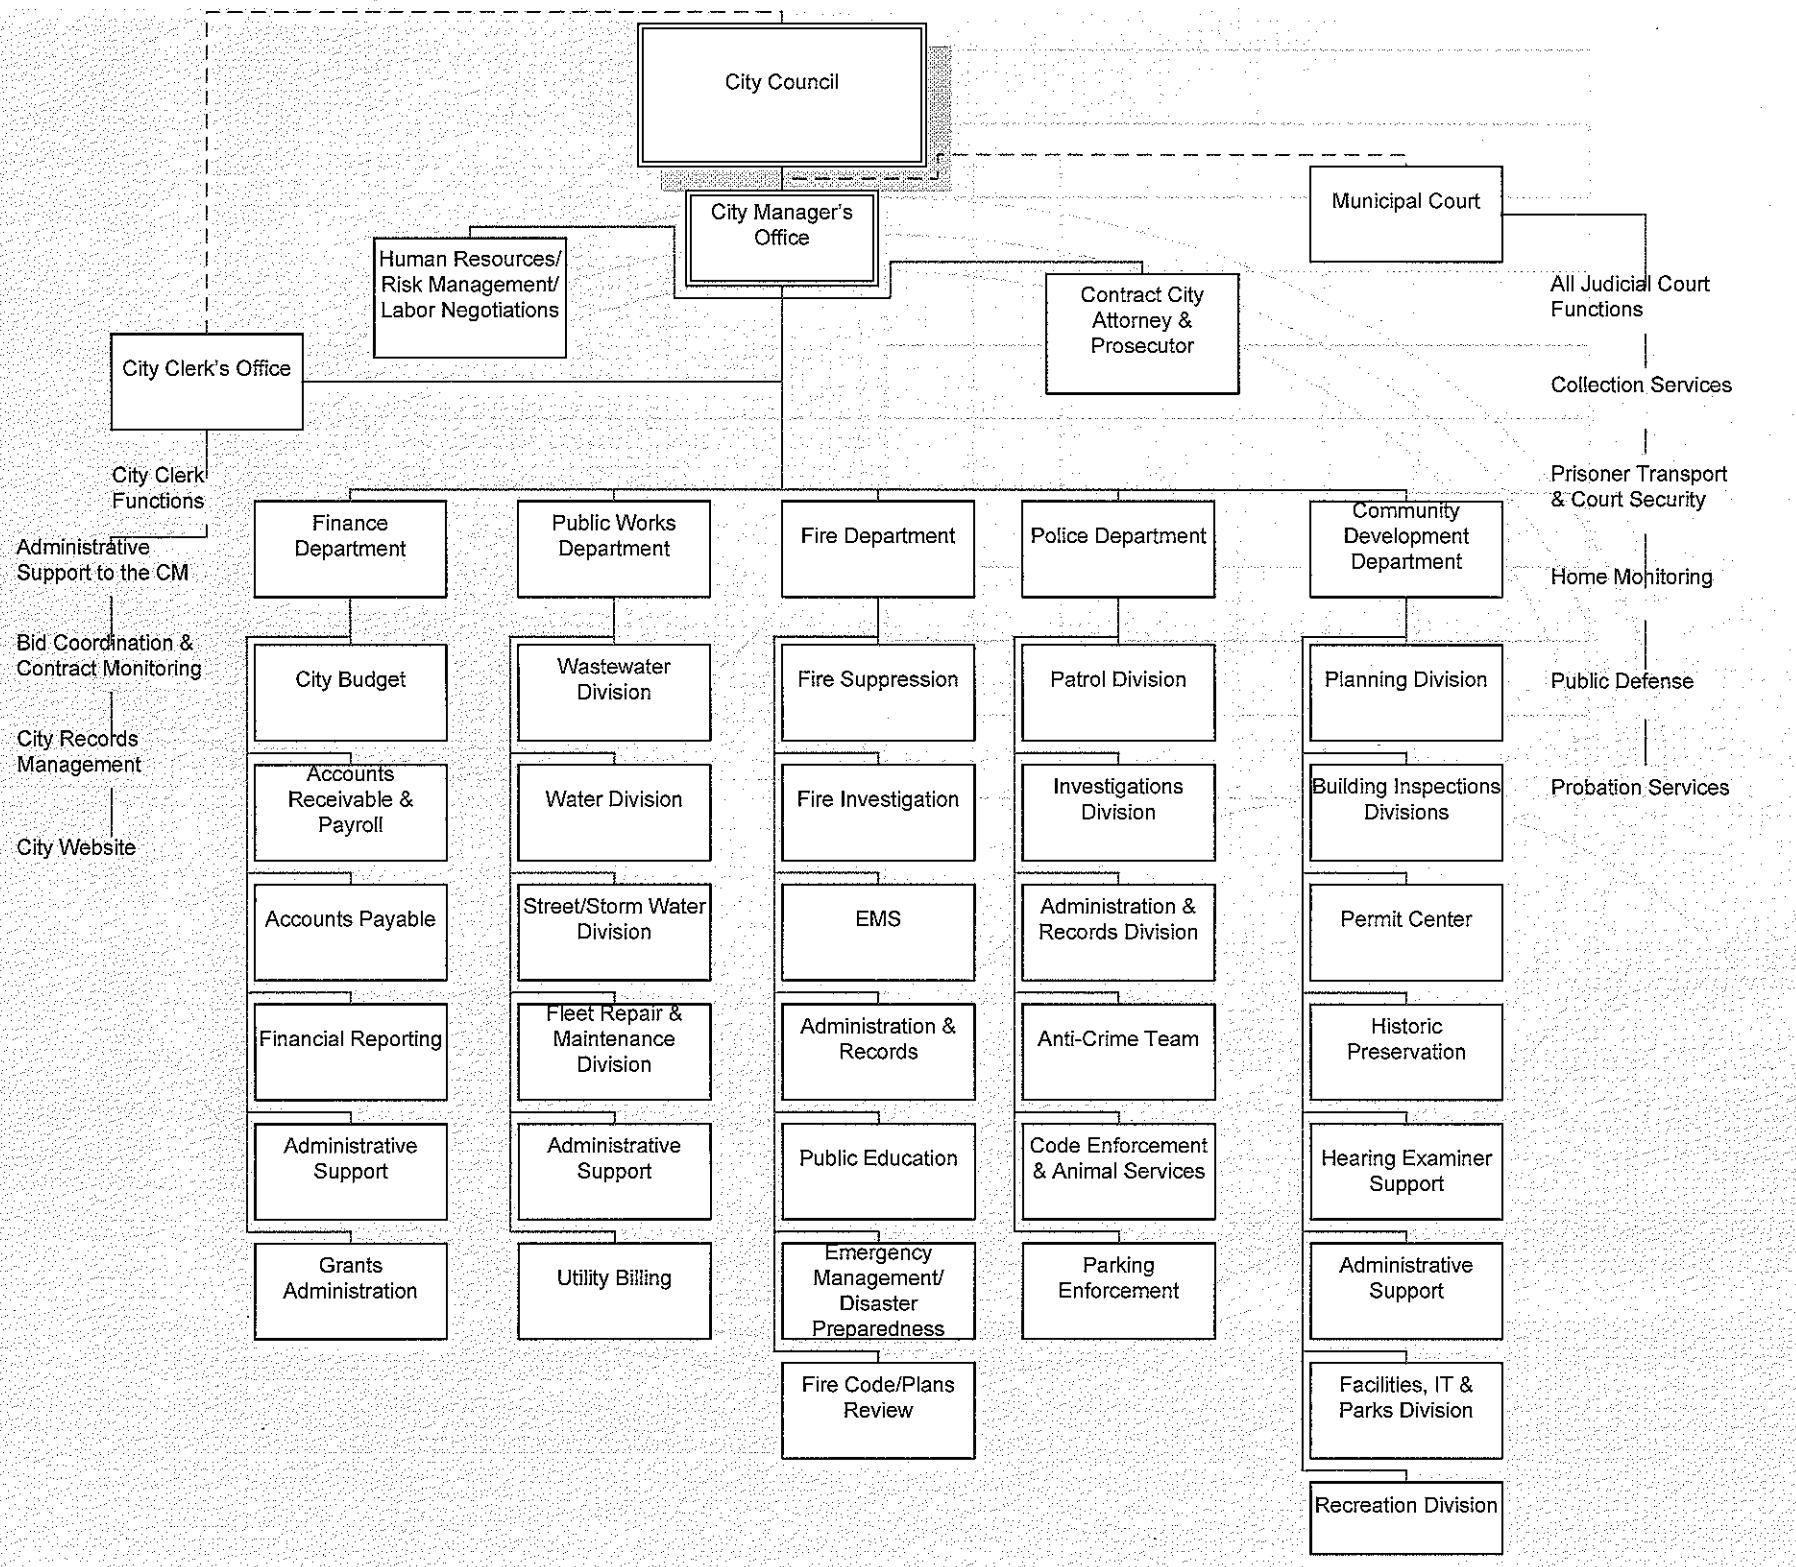 City Council
City Manager's
Office
Municipal Court
Human Resources/
Risk Management/
Labor Negotiations
Contract City
Attorney &
Prosecutor
All Judicial Court
Functions
City Clerk's Office
Collection Services
City Clerk
Functions
Prisoner Transport
& Court Security
Administrative
Support to the CM
Home Monitoring
Bid Coordination &
Contract Monitoring
Public Defense
City Records
Management
Probation Services
City Website
Finance
Department
City Budget
Accounts
Receivable &
Payroll
Accounts Payable
Financial Reporting
Administrative
Support
Grants
Administration
Public Works
Department
Wastewater
Division
Water Division
Street/Storm Water
Division
Fleet Repair &
Maintenance
Division
Administrative
Support
Utility Billing
Fire Department
Fire Suppression
Fire Investigation
EMS
Administration &
Records
Public Education
Emergency
Management/
Disaster
Preparedness
Fire Code/Plans
Review
Police Department
Patrol Division
Investigations
Division
Administration &
Records Division
Anti-Crime Team
Code Enforcement
& Animal Services
Parking
Enforcement
Community
Development
Department
Planning Division
Building Inspections
Divisions
Permit Center
Historic
Preservation
Hearing Examiner
Support
Administrative
Support
Facilities, IT &
Parks Division
Recreation Division